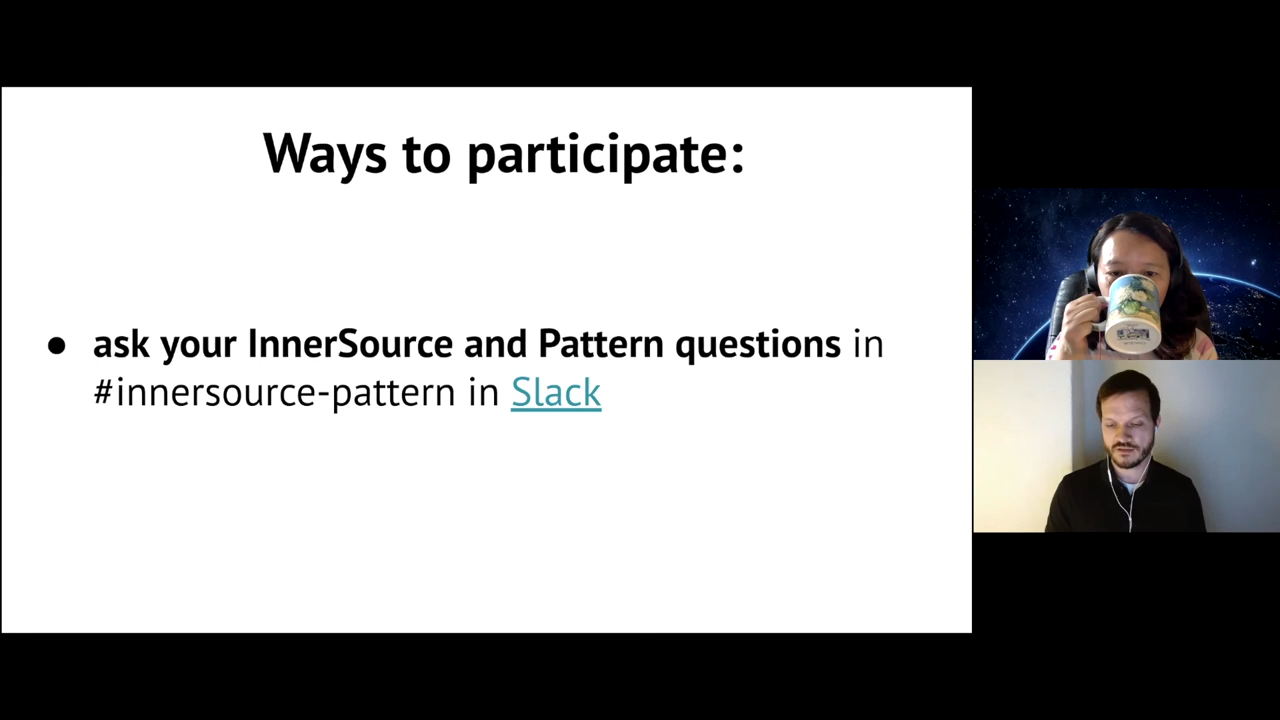 Ways to participate:
● ask your InnerSource and Pattern questions in
#innersource-pattern in Slack